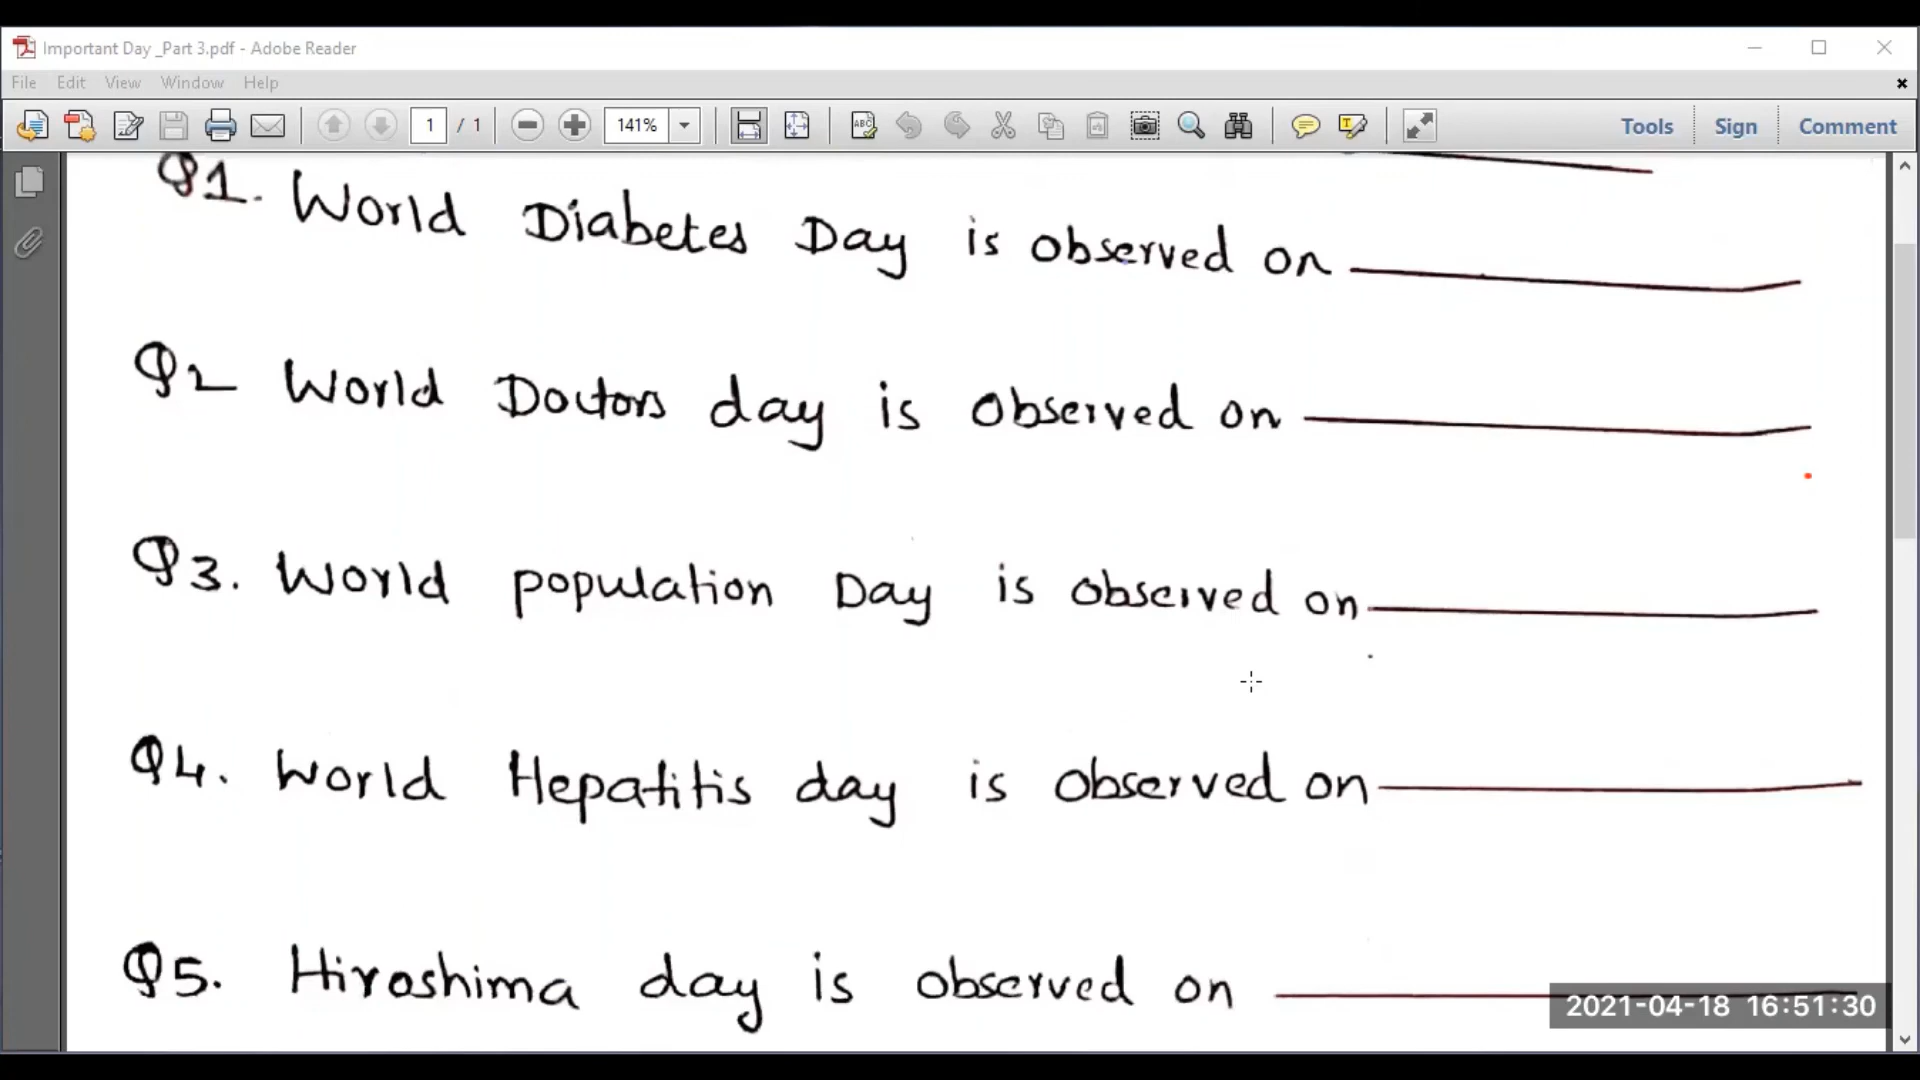 Important Day _Part 3.pdf - Adobe Reader
File Edit View Window Help
1 / 1 141% Tools Sign Comment
Q1. World Diabetes Day is observed on
Q2 World Doctors day is observed on
Q3. World population Day is observed on
Q4. World Hepatitis day is observed on
Q5. Hiroshima day is observed on
2021-04-18 16:51:30